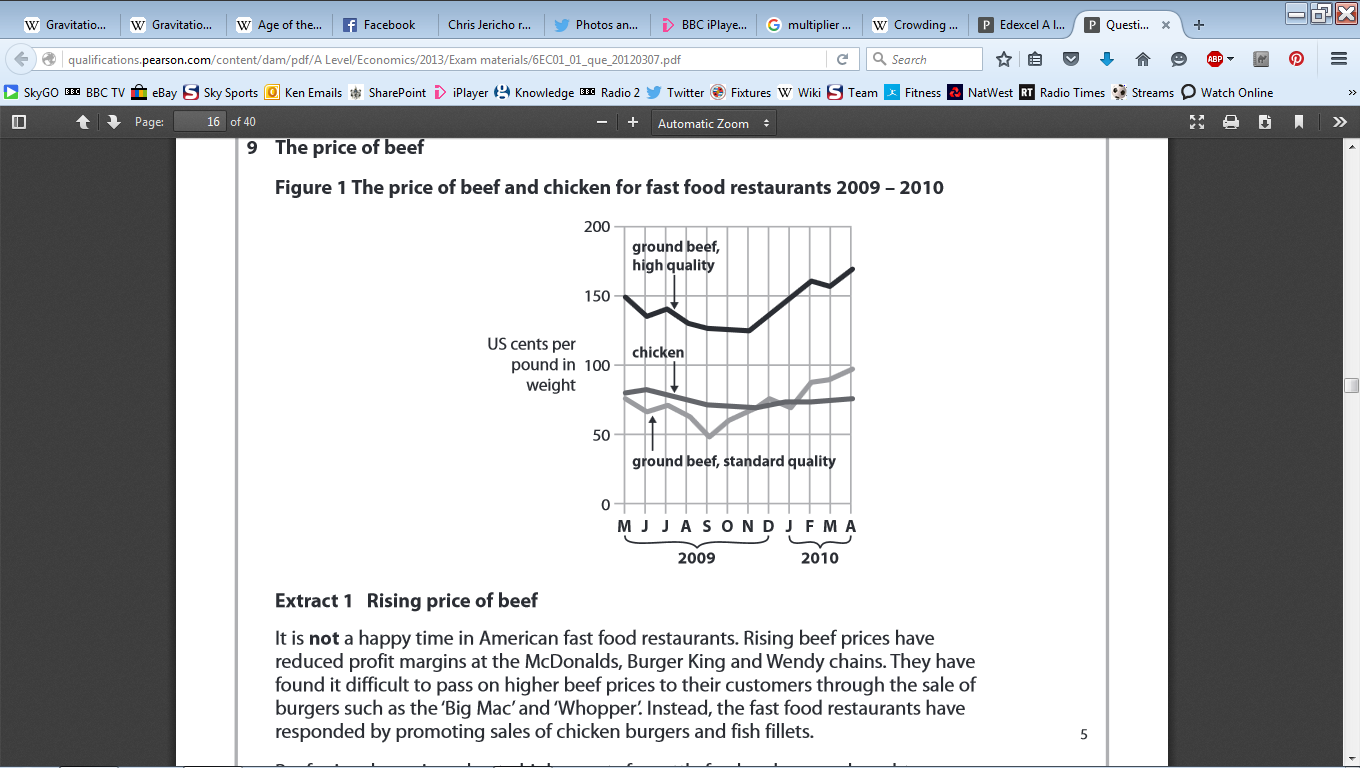 Gravitatio...
Gravitatio...
Age of the...
Facebook
Chris Jericho r...
Photos an...
BBC iPlaye...
multiplier ...
Crowding ...
Edexcel A l...
Questi...
qualifications.pearson.com/content/dam/pdf/A Level/Economics/2013/Exam materials/6EC01_01_que_20120307.pdf
Search
ABP
SkyGO
BBC TV
eBay
Sky Sports
Ken Emails
SharePoint
iPlayer
Knowledge
Radio 2
Twitter
Fixtures
Wiki
Team
Fitness
NatWest
Radio Times
Streams
Watch Online
Page: 16 of 40
Automatic Zoom
9 The price of beef
Figure 1 The price of beef and chicken for fast food restaurants 2009 – 2010
200
ground beef,
high quality
150
US cents per
pound in
weight
chicken
100
50
ground beef, standard quality
0
M J J A S O N D J F M A
2009 2010
Extract 1 Rising price of beef
It is not a happy time in American fast food restaurants. Rising beef prices have
reduced profit margins at the McDonalds, Burger King and Wendy chains. They have
found it difficult to pass on higher beef prices to their customers through the sale of
burgers such as the ‘Big Mac’ and ‘Whopper’. Instead, the fast food restaurants have
responded by promoting sales of chicken burgers and fish fillets.
5